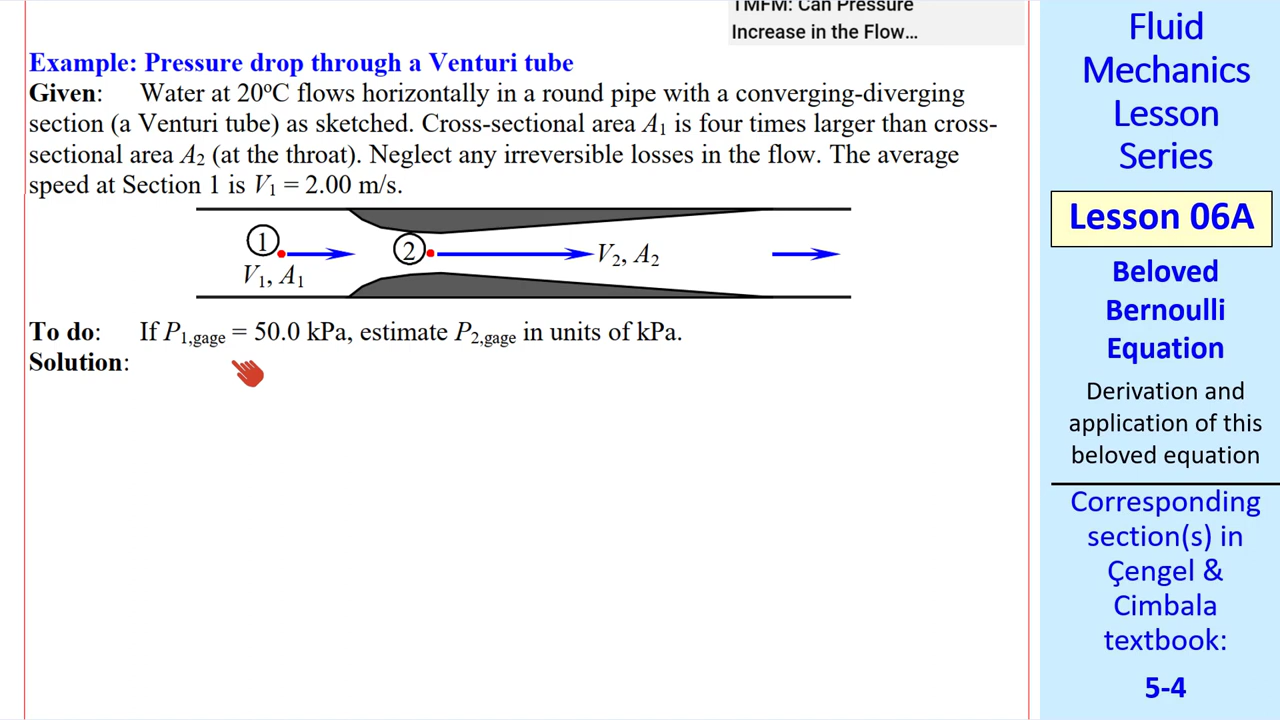 TMFM: Can Pressure
Increase in the Flow…
Example: Pressure drop through a Venturi tube
Given: Water at 20°C flows horizontally in a round pipe with a converging-diverging
section (a Venturi tube) as sketched. Cross-sectional area A₁ is four times larger than cross-
sectional area A₂ (at the throat). Neglect any irreversible losses in the flow. The average
speed at Section 1 is V₁ = 2.00 m/s.
1
V₁, A₁
2
V₂, A₂
To do: If P₁,gage = 50.0 kPa, estimate P₂,gage in units of kPa.
Solution:
Fluid
Mechanics
Lesson
Series
Lesson 06A
Beloved
Bernoulli
Equation
Derivation and
application of this
beloved equation
Corresponding
section(s) in
Çengel &
Cimbala
textbook:
5-4